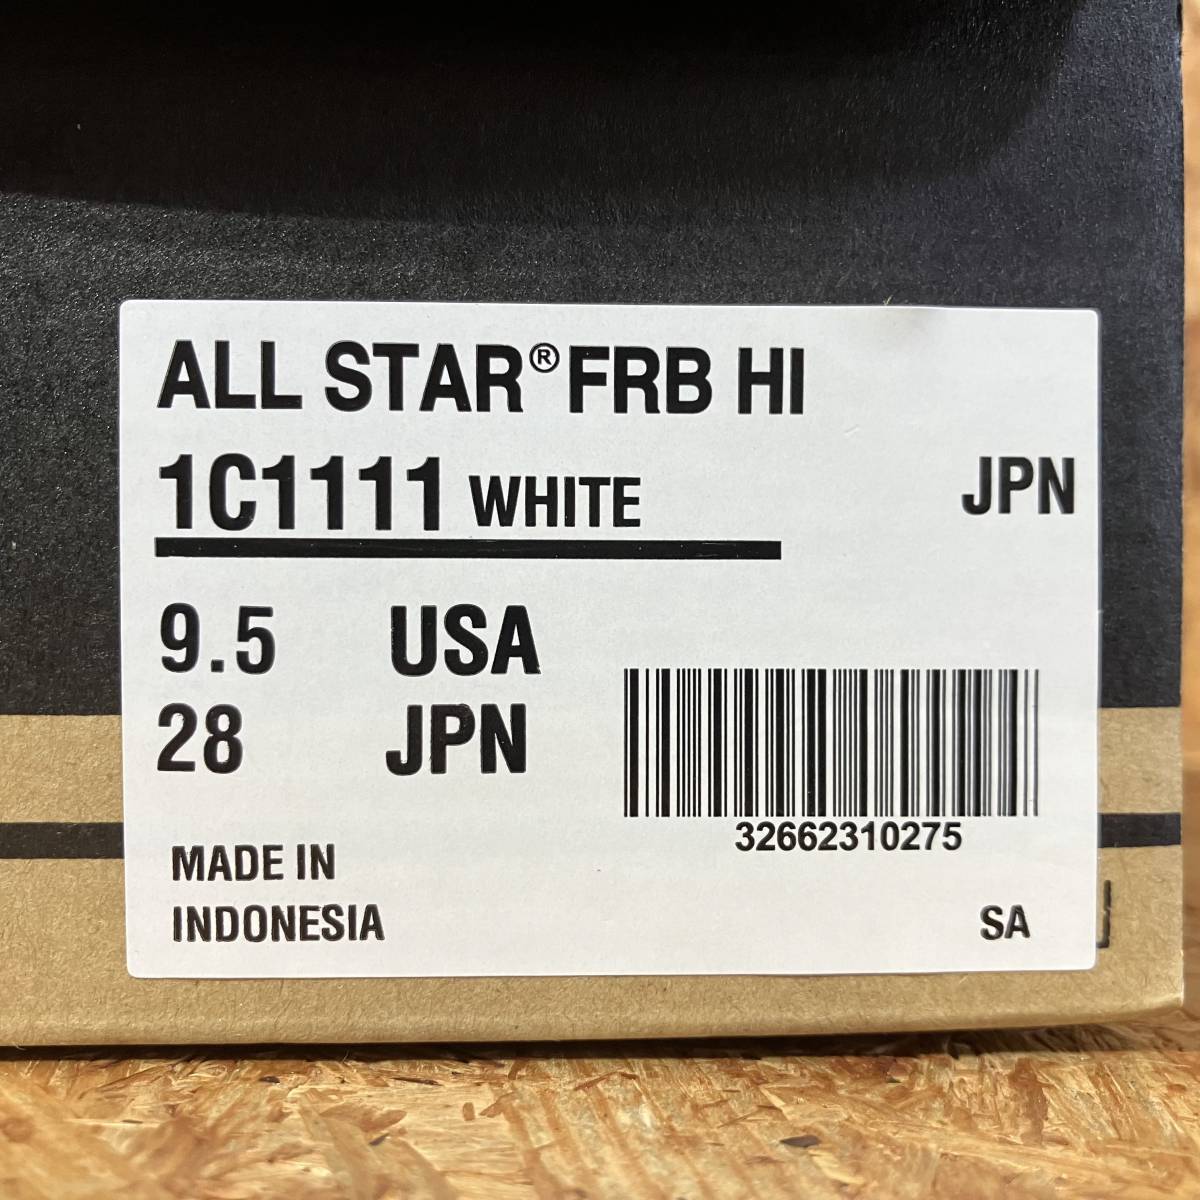 ALL STAR® FRB HI
1C1111 WHITE JPN
9.5 USA
28 JPN
32662310275
MADE IN
INDONESIA
SA